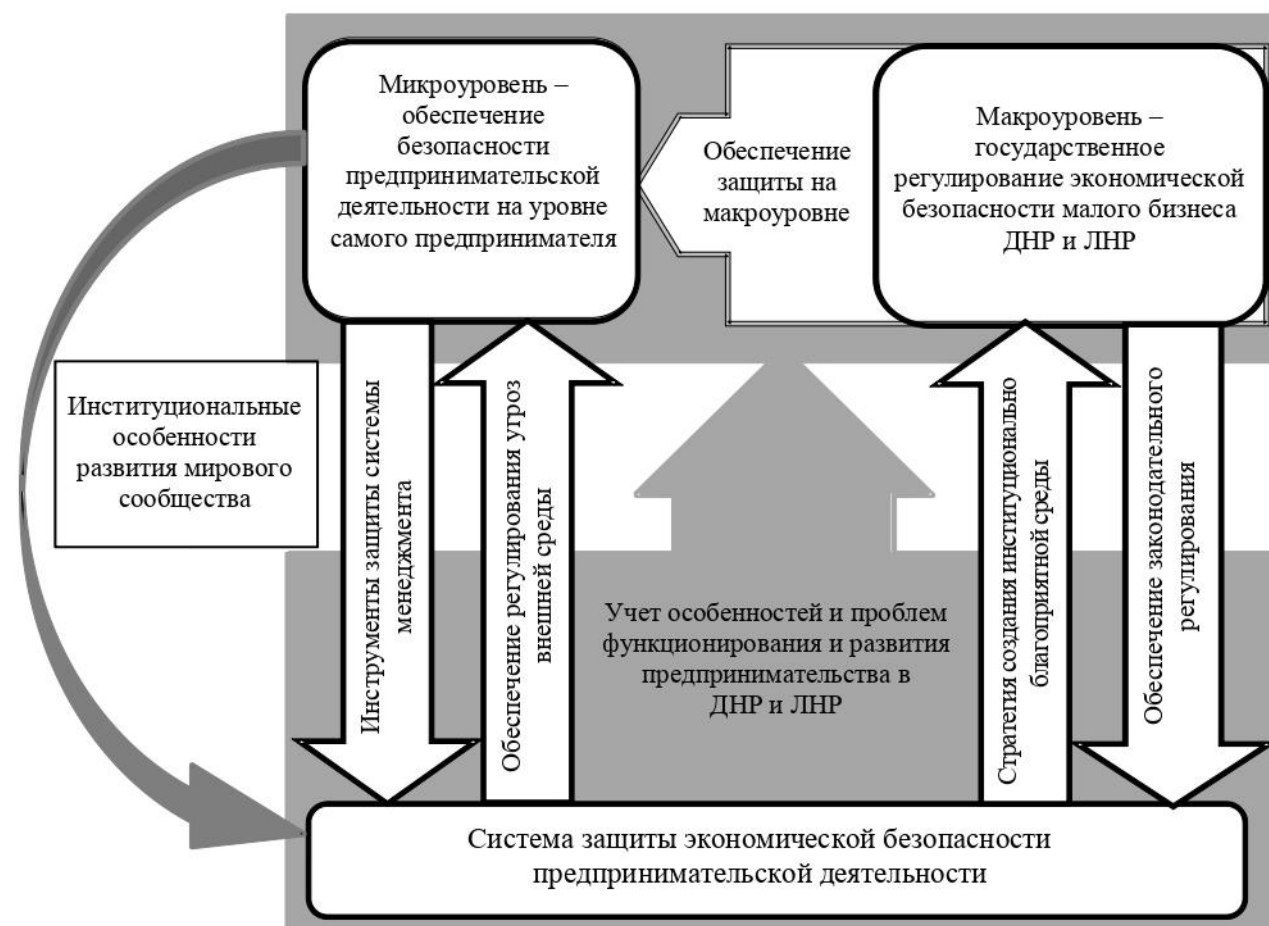 Микроуровень –
обеспечение
безопасности
предпринимательской
деятельности на уровне
самого предпринимателя
Обеспечение
защиты на
макроуровне
Макроуровень –
государственное
регулирование экономической
безопасности малого бизнеса
ДНР и ЛНР
Институциональные
особенности
развития мирового
сообщества
Инструменты защиты системы
менеджмента
Обеспечение регулирования угроз
внешней среды
Учет особенностей и проблем
функционирования и развития
предпринимательства в
ДНР и ЛНР
Стратегия создания институционально
благоприятной среды
Обеспечение законодательного
регулирования
Система защиты экономической безопасности
предпринимательской деятельности